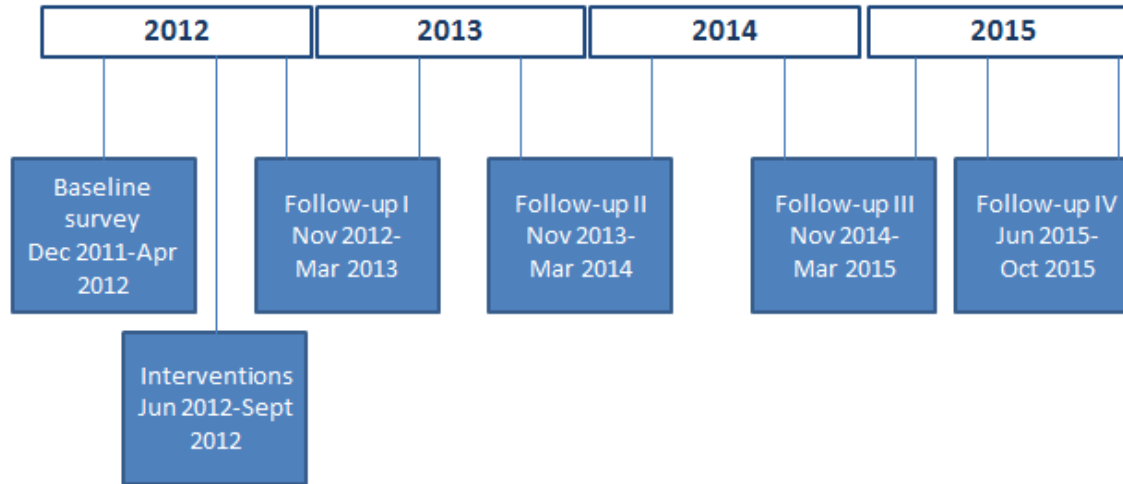 2012
2013
2014
2015
Baseline
survey
Dec 2011-Apr
2012
Follow-up I
Nov 2012-
Mar 2013
Follow-up II
Nov 2013-
Mar 2014
Follow-up III
Nov 2014-
Mar 2015
Follow-up IV
Jun 2015-
Oct 2015
Interventions
Jun 2012-Sept
2012